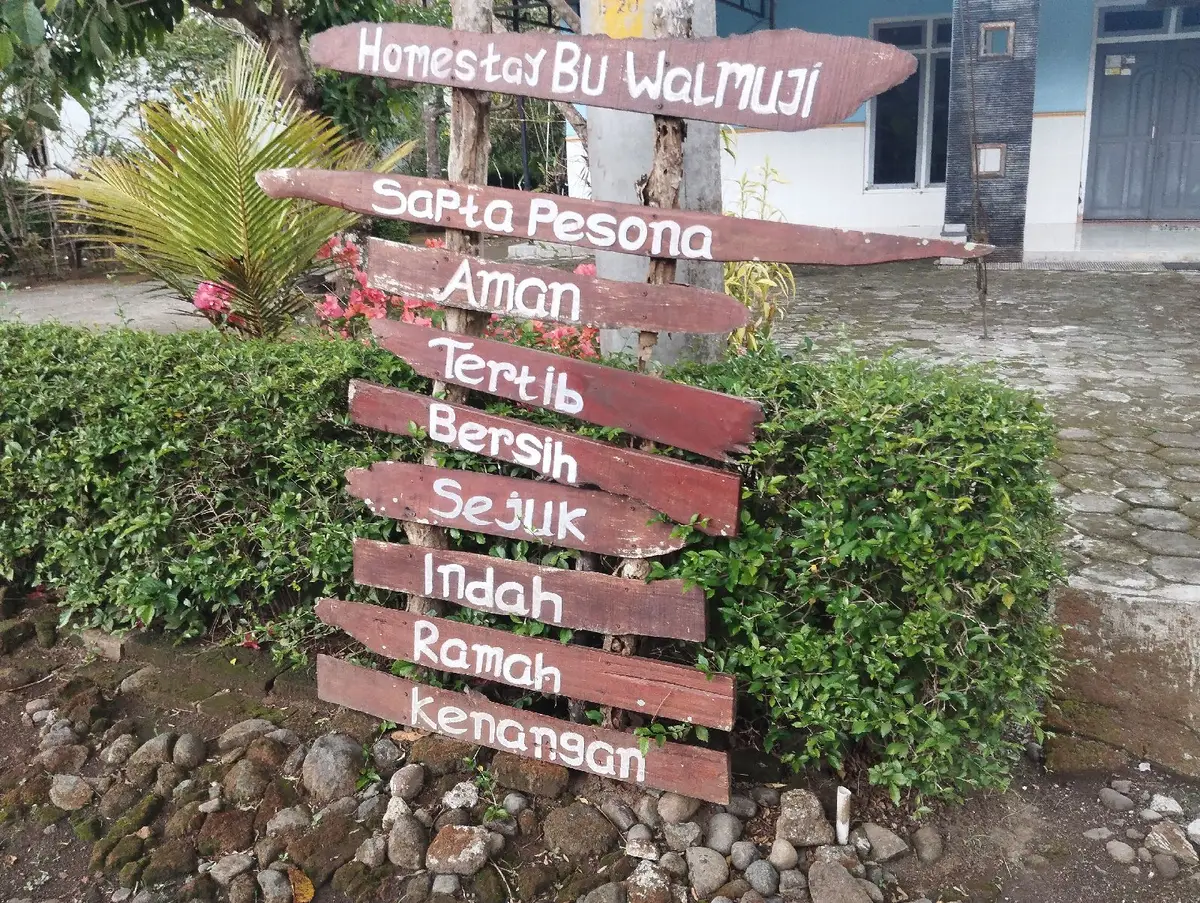 Homestay Bu Walmuji
Sapta Pesona
Aman
Tertib
Bersih
Sejuk
Indah
Ramah
Kenangan